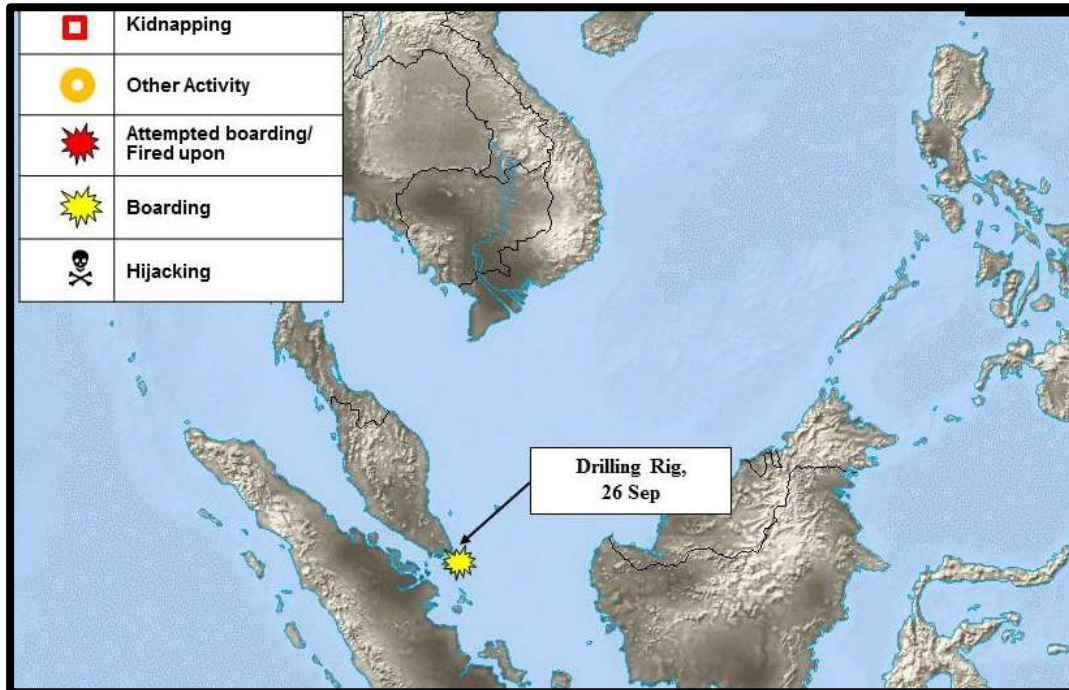 Kidnapping
Other Activity
Attempted boarding/
Fired upon
Boarding
Hijacking
Drilling Rig,
26 Sep